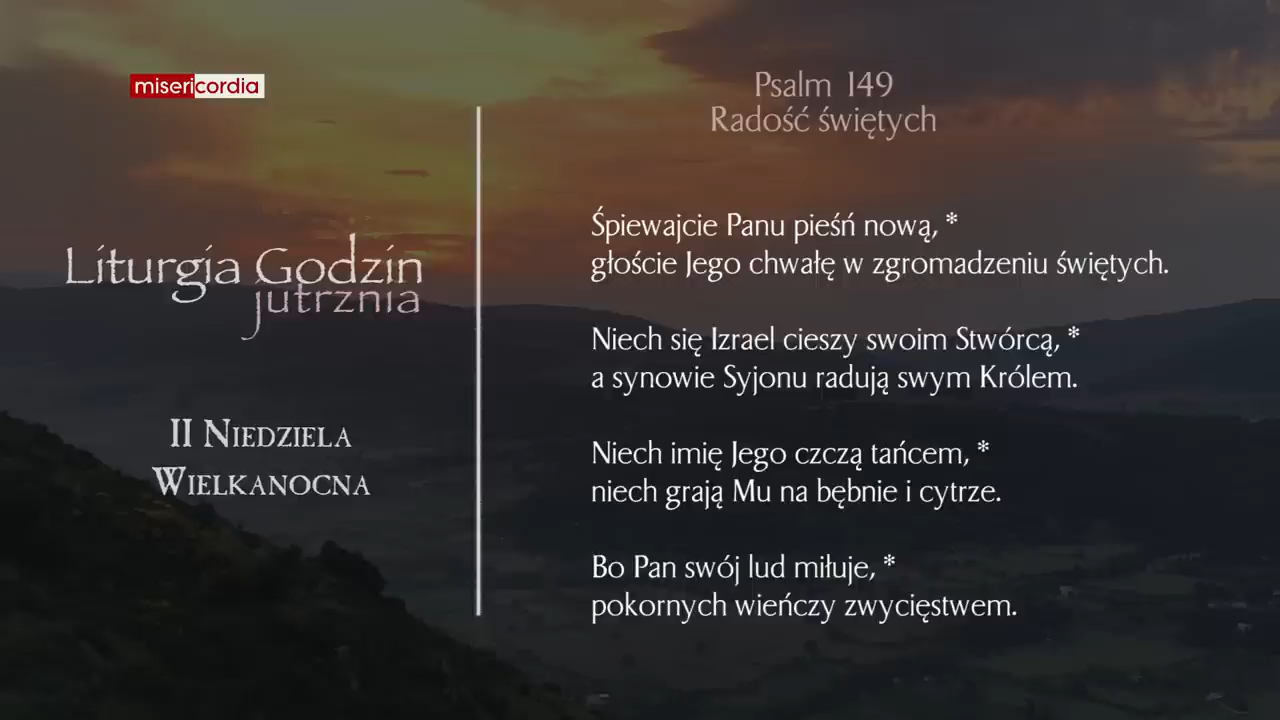 misericordia
Liturgia Godzin
jutrznia
II Niedziela
Wielkanocna
Psalm 149
Radość świętych
Śpiewajcie Panu pieśń nową, *
głoście Jego chwałę w zgromadzeniu świętych.
Niech się Izrael cieszy swoim Stwórcą, *
a synowie Syjonu radują swym Królem.
Niech imię Jego czczą tańcem, *
niech grają Mu na bębnie i cytrze.
Bo Pan swój lud miłuje, *
pokornych wieńczy zwycięstwem.